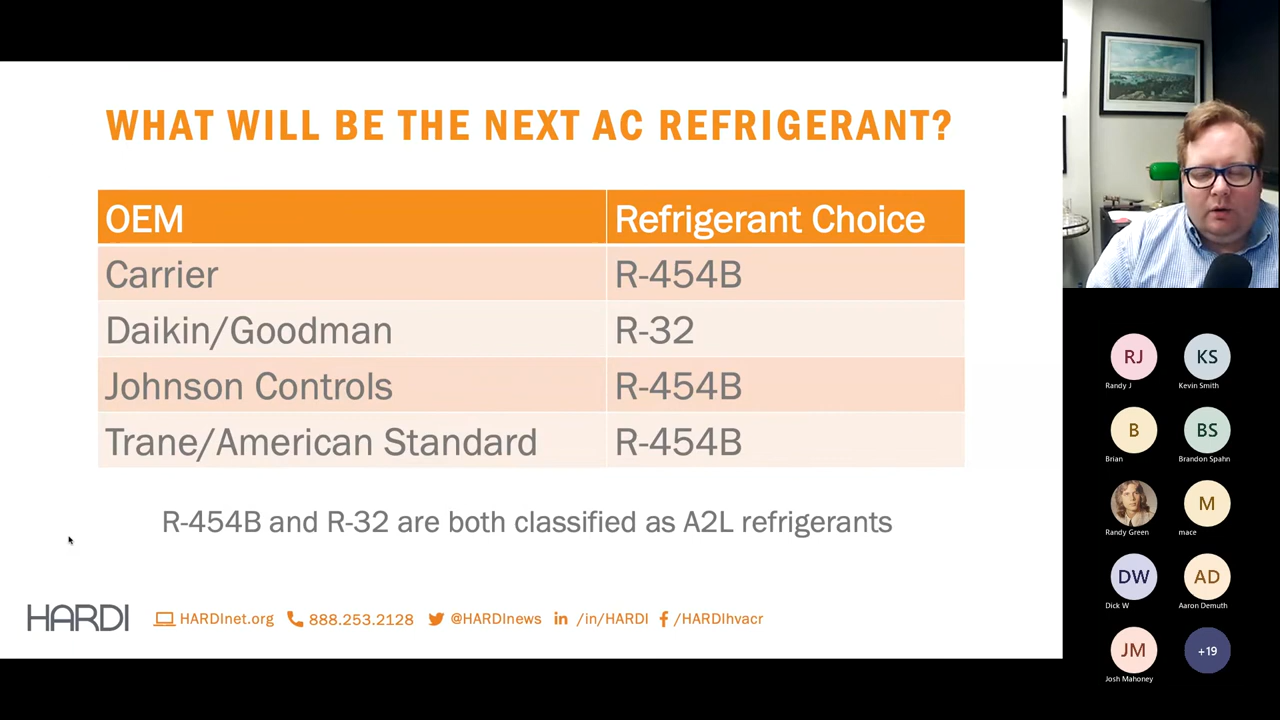 WHAT WILL BE THE NEXT AC REFRIGERANT?
OEM Refrigerant Choice
Carrier R-454B
Daikin/Goodman R-32
Johnson Controls R-454B
Trane/American Standard R-454B
R-454B and R-32 are both classified as A2L refrigerants
HARDI HARDInet.org 888.253.2128 @HARDInews in /in/HARDI f /HARDIhvacr
RJ KS
Randy J Kevin Smith
B BS
Brian Brandon Spahn
M
Randy Green mace
DW AD
Dick W Aaron Demuth
JM +19
Josh Mahoney